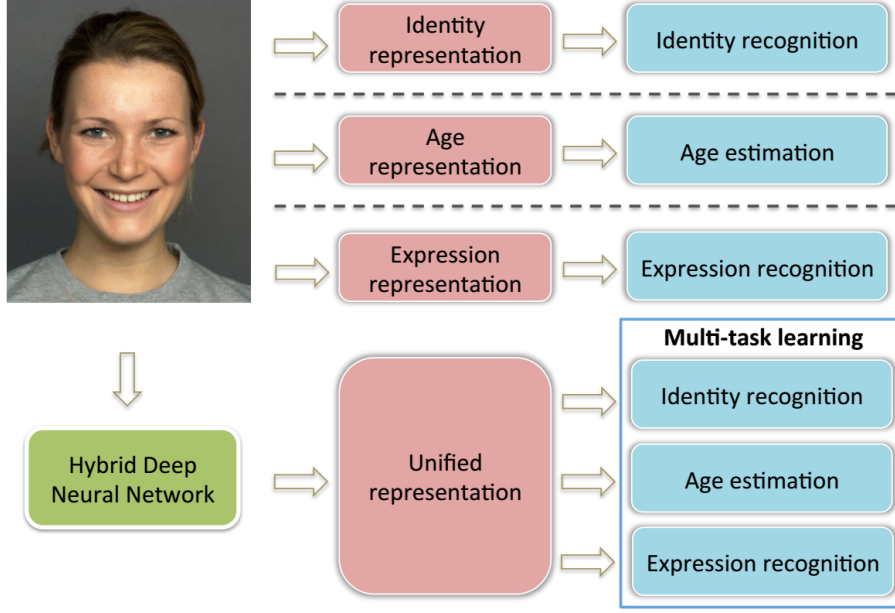 Identity
representation
Identity recognition
Age
representation
Age estimation
Expression
representation
Expression recognition
Multi-task learning
Hybrid Deep
Neural Network
Unified
representation
Identity recognition
Age estimation
Expression recognition